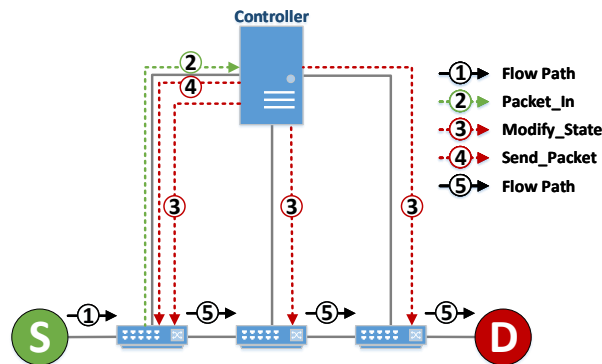 Controller
2
4
1 Flow Path
2 Packet_In
3 Modify_State
4 Send_Packet
5 Flow Path
3
3
3
S
1
5
5
5
D